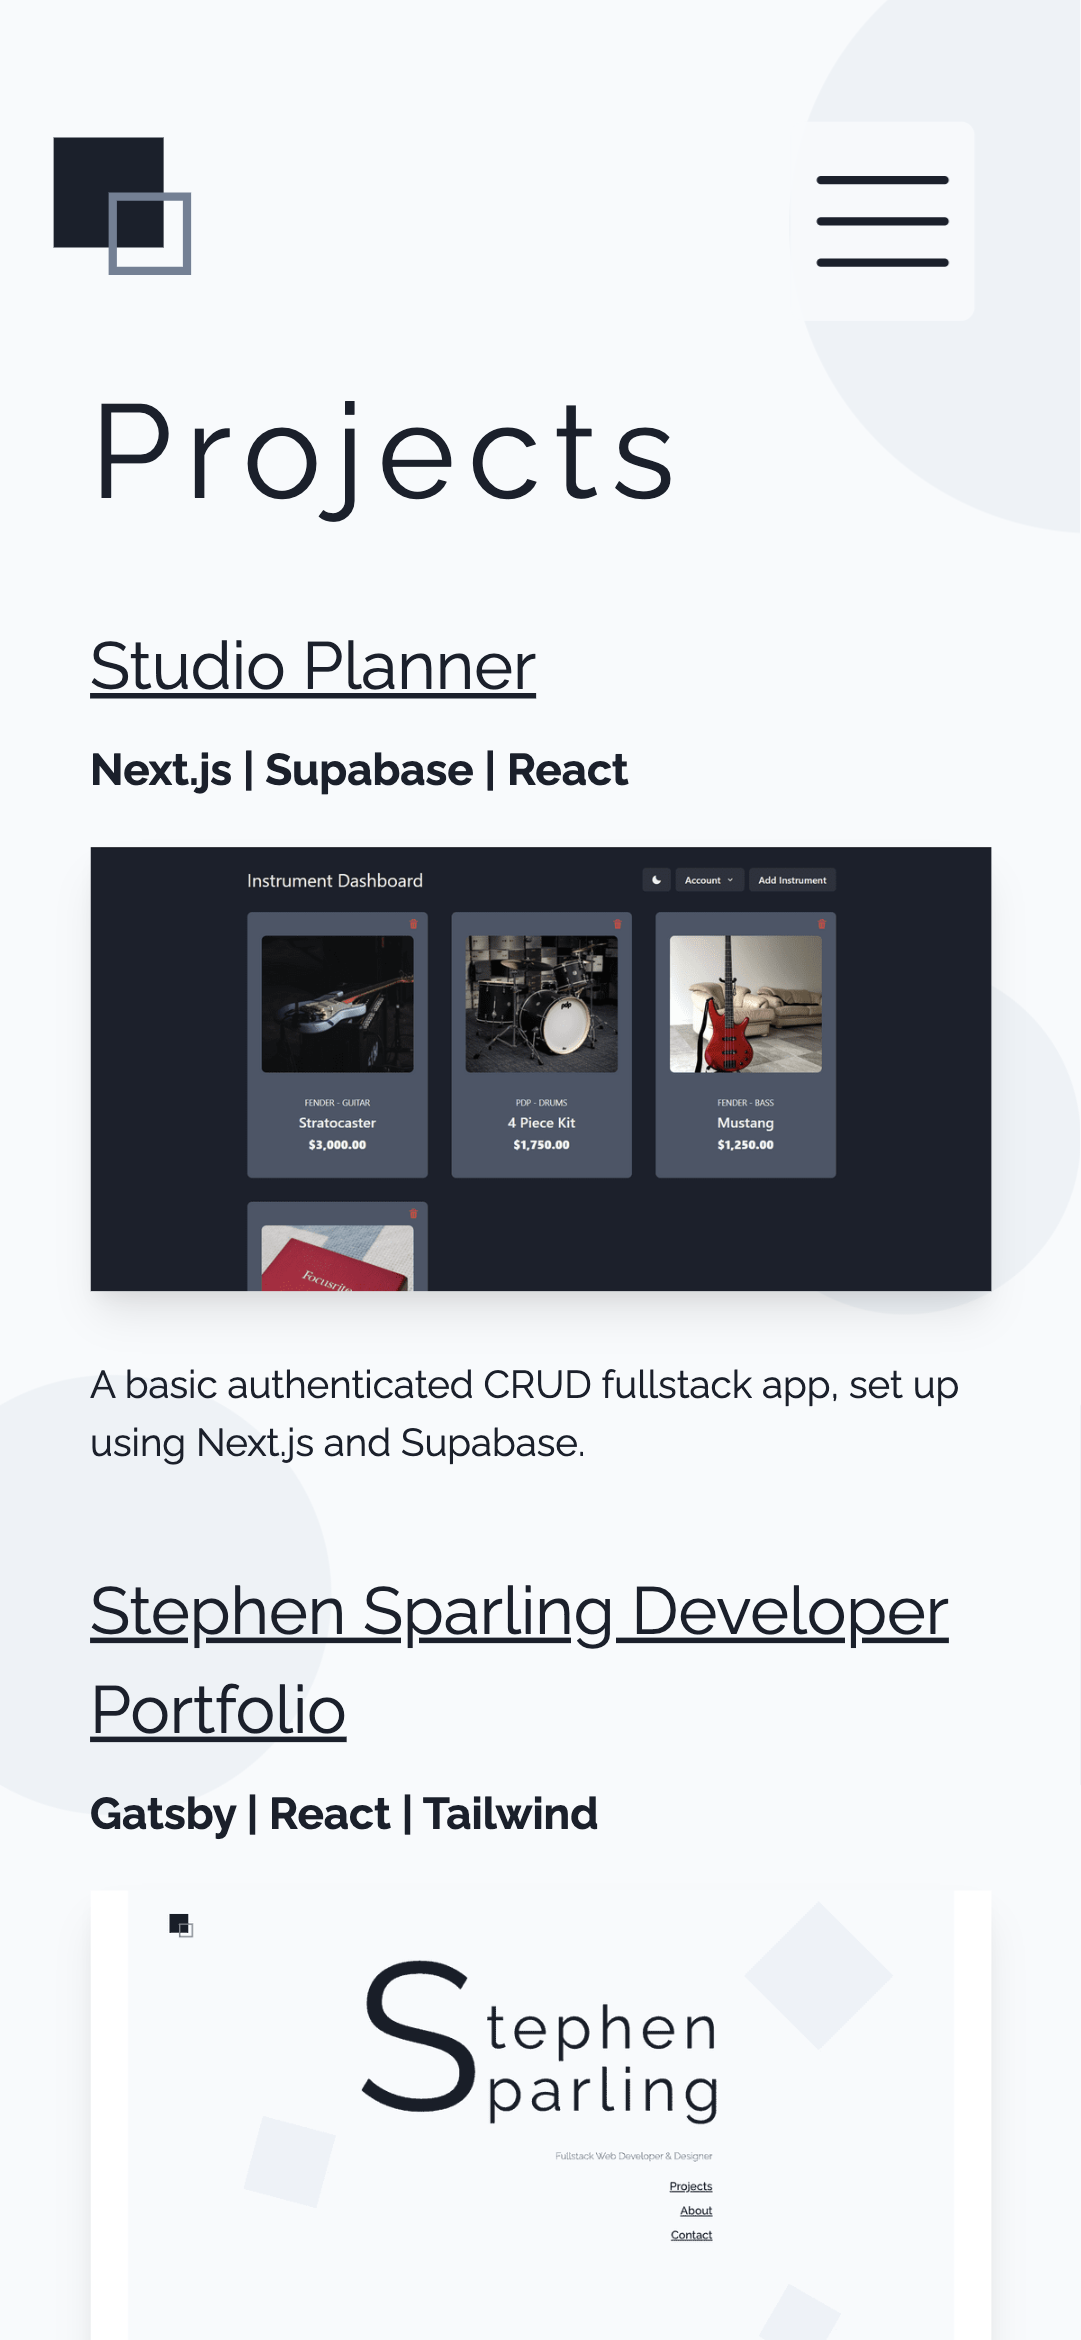 Projects
Studio Planner
Next.js | Supabase | React
Instrument Dashboard
Account
Add Instrument
FENDER - GUITAR
Stratocaster
$3,000.00
PDP - DRUMS
4 Piece Kit
$1,750.00
FENDER - BASS
Mustang
$1,250.00
Focusrite
A basic authenticated CRUD fullstack app, set up
using Next.js and Supabase.
Stephen Sparling Developer
Portfolio
Gatsby | React | Tailwind
Stephen
Sparling
Fullstack Web Developer & Designer
Projects
About
Contact